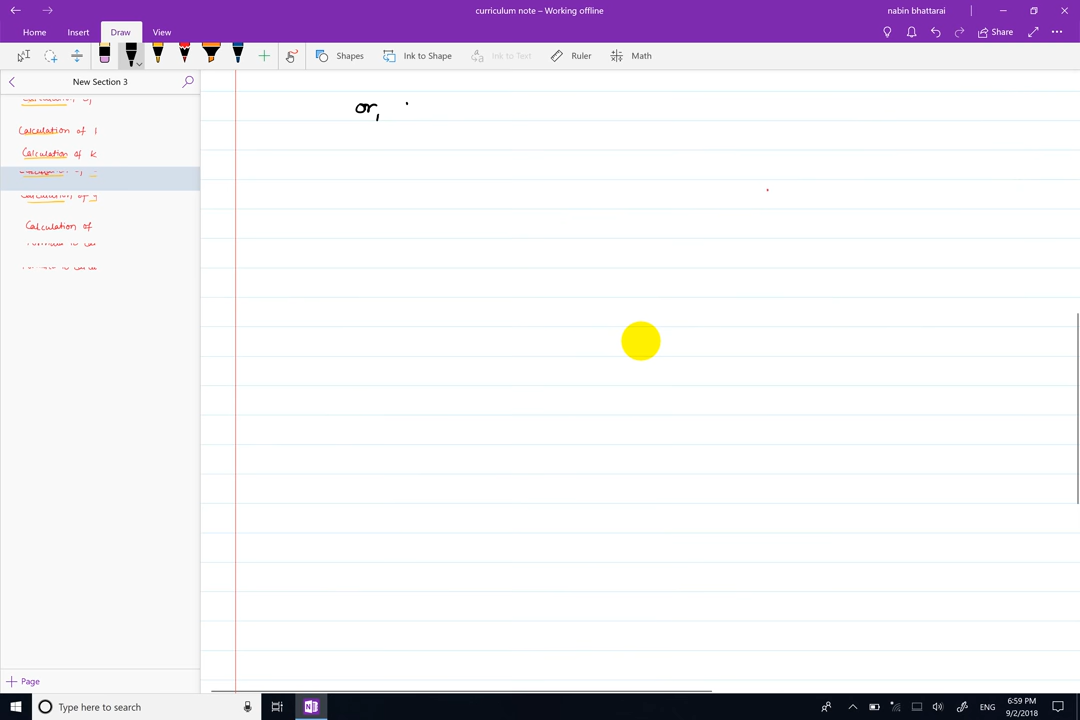 curriculum note – Working offline
nabin bhattarai
Home Insert Draw View
Share
Shapes Ink to Shape Ink to Text Ruler Math
New Section 3
or,
Calculation of
Calculation of k
Calculation of
Calculation of
Page
Type here to search
ENG
6:59 PM
9/2/2018